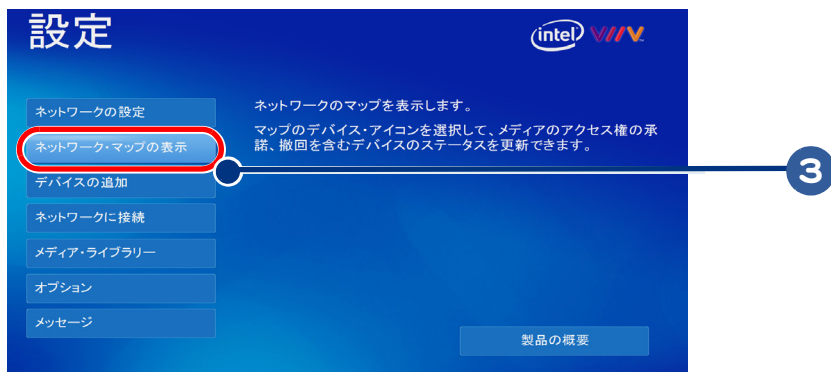 設定
intel VIIV
ネットワークの設定
ネットワーク・マップの表示
デバイスの追加
ネットワークに接続
メディア・ライブラリー
オプション
メッセージ
ネットワークのマップを表示します。
マップのデバイス・アイコンを選択して、メディアのアクセス権の承
諾、撤回を含むデバイスのステータスを更新できます。
製品の概要
3